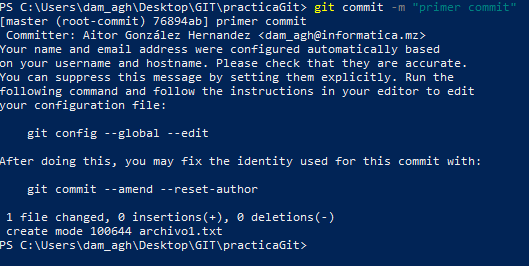 PS C:\Users\dam_agh\Desktop\GIT\practicaGit> git commit -m "primer commit"
[master (root-commit) 76894ab] primer commit
 Committer: Aitor González Hernandez <dam_agh@informatica.mz>
Your name and email address were configured automatically based
on your username and hostname. Please check that they are accurate.
You can suppress this message by setting them explicitly. Run the
following command and follow the instructions in your editor to edit
your configuration file:

    git config --global --edit

After doing this, you may fix the identity used for this commit with:

    git commit --amend --reset-author

 1 file changed, 0 insertions(+), 0 deletions(-)
 create mode 100644 archivo1.txt
PS C:\Users\dam_agh\Desktop\GIT\practicaGit>